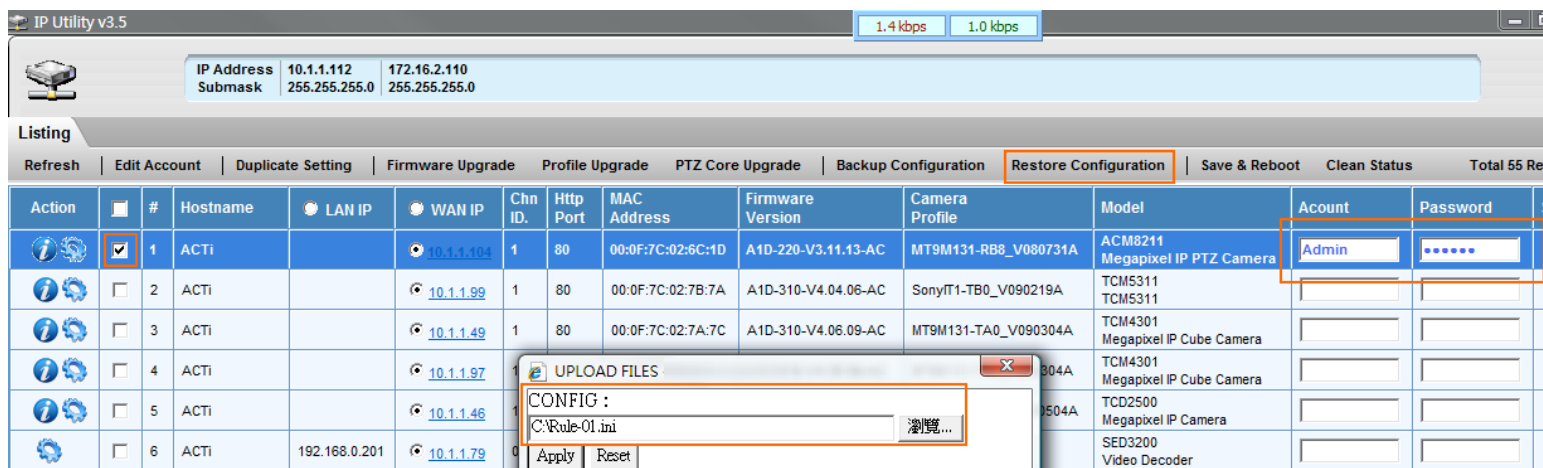 IP Utility v3.5
1.4 kbps 1.0 kbps
IP Address 10.1.1.112 172.16.2.110
Submask 255.255.255.0 255.255.255.0
Listing
Refresh | Edit Account | Duplicate Setting | Firmware Upgrade Profile Upgrade PTZ Core Upgrade | Backup Configuration Restore Configuration | Save & Reboot Clean Status Total 55 Re
Action # Hostname LAN IP WAN IP Chn ID. Http Port MAC Address Firmware Version Camera Profile Model Acount Password
1 ACTi 10.1.1.104 1 80 00:0F:7C:02:6C:1D A1D-220-V3.11.13-AC MT9M131-RB8_V080731A ACM8211 Megapixel IP PTZ Camera Admin ••••••
2 ACTi 10.1.1.99 1 80 00:0F:7C:02:7B:7A A1D-310-V4.04.06-AC SonyIT1-TB0_V090219A TCM5311 TCM5311
3 ACTi 10.1.1.49 1 80 00:0F:7C:02:7A:7C A1D-310-V4.06.09-AC MT9M131-TA0_V090304A TCM4301 Megapixel IP Cube Camera
4 ACTi 10.1.1.97 304A TCM4301 Megapixel IP Cube Camera
5 ACTi 10.1.1.46 0504A TCD2500 Megapixel IP Camera
6 ACTi 192.168.0.201 10.1.1.79 SED3200 Video Decoder
UPLOAD FILES
CONFIG :
C:\Rule-01.ini 瀏覽...
Apply Reset